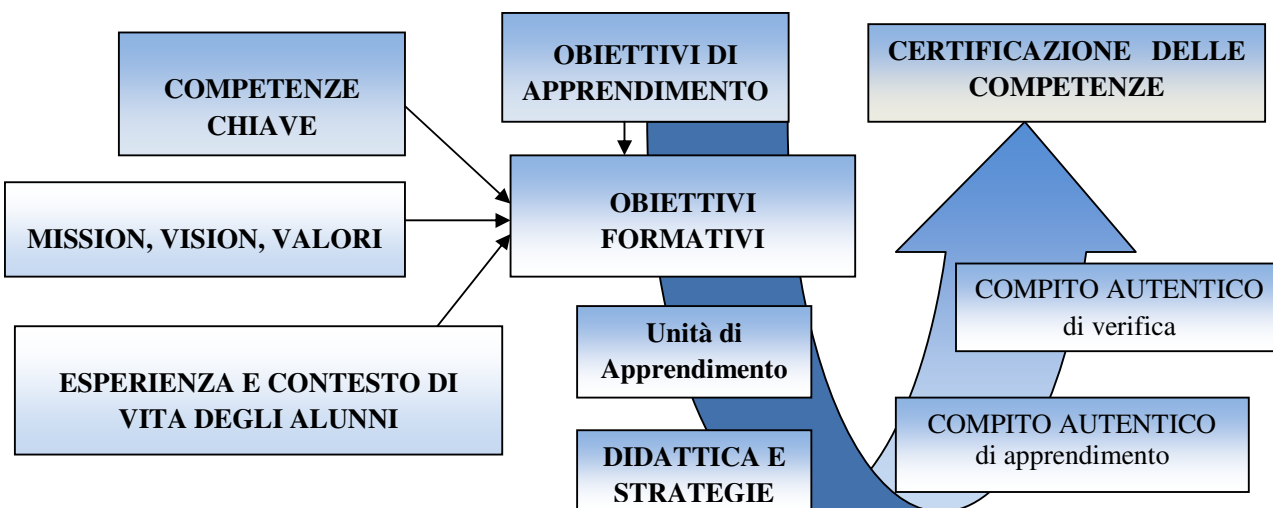 COMPETENZE
CHIAVE
OBIETTIVI DI
APPRENDIMENTO
CERTIFICAZIONE DELLE
COMPETENZE
MISSION, VISION, VALORI
OBIETTIVI
FORMATIVI
ESPERIENZA E CONTESTO DI
VITA DEGLI ALUNNI
Unità di
Apprendimento
DIDATTICA E
STRATEGIE
COMPITO AUTENTICO
di verifica
COMPITO AUTENTICO
di apprendimento